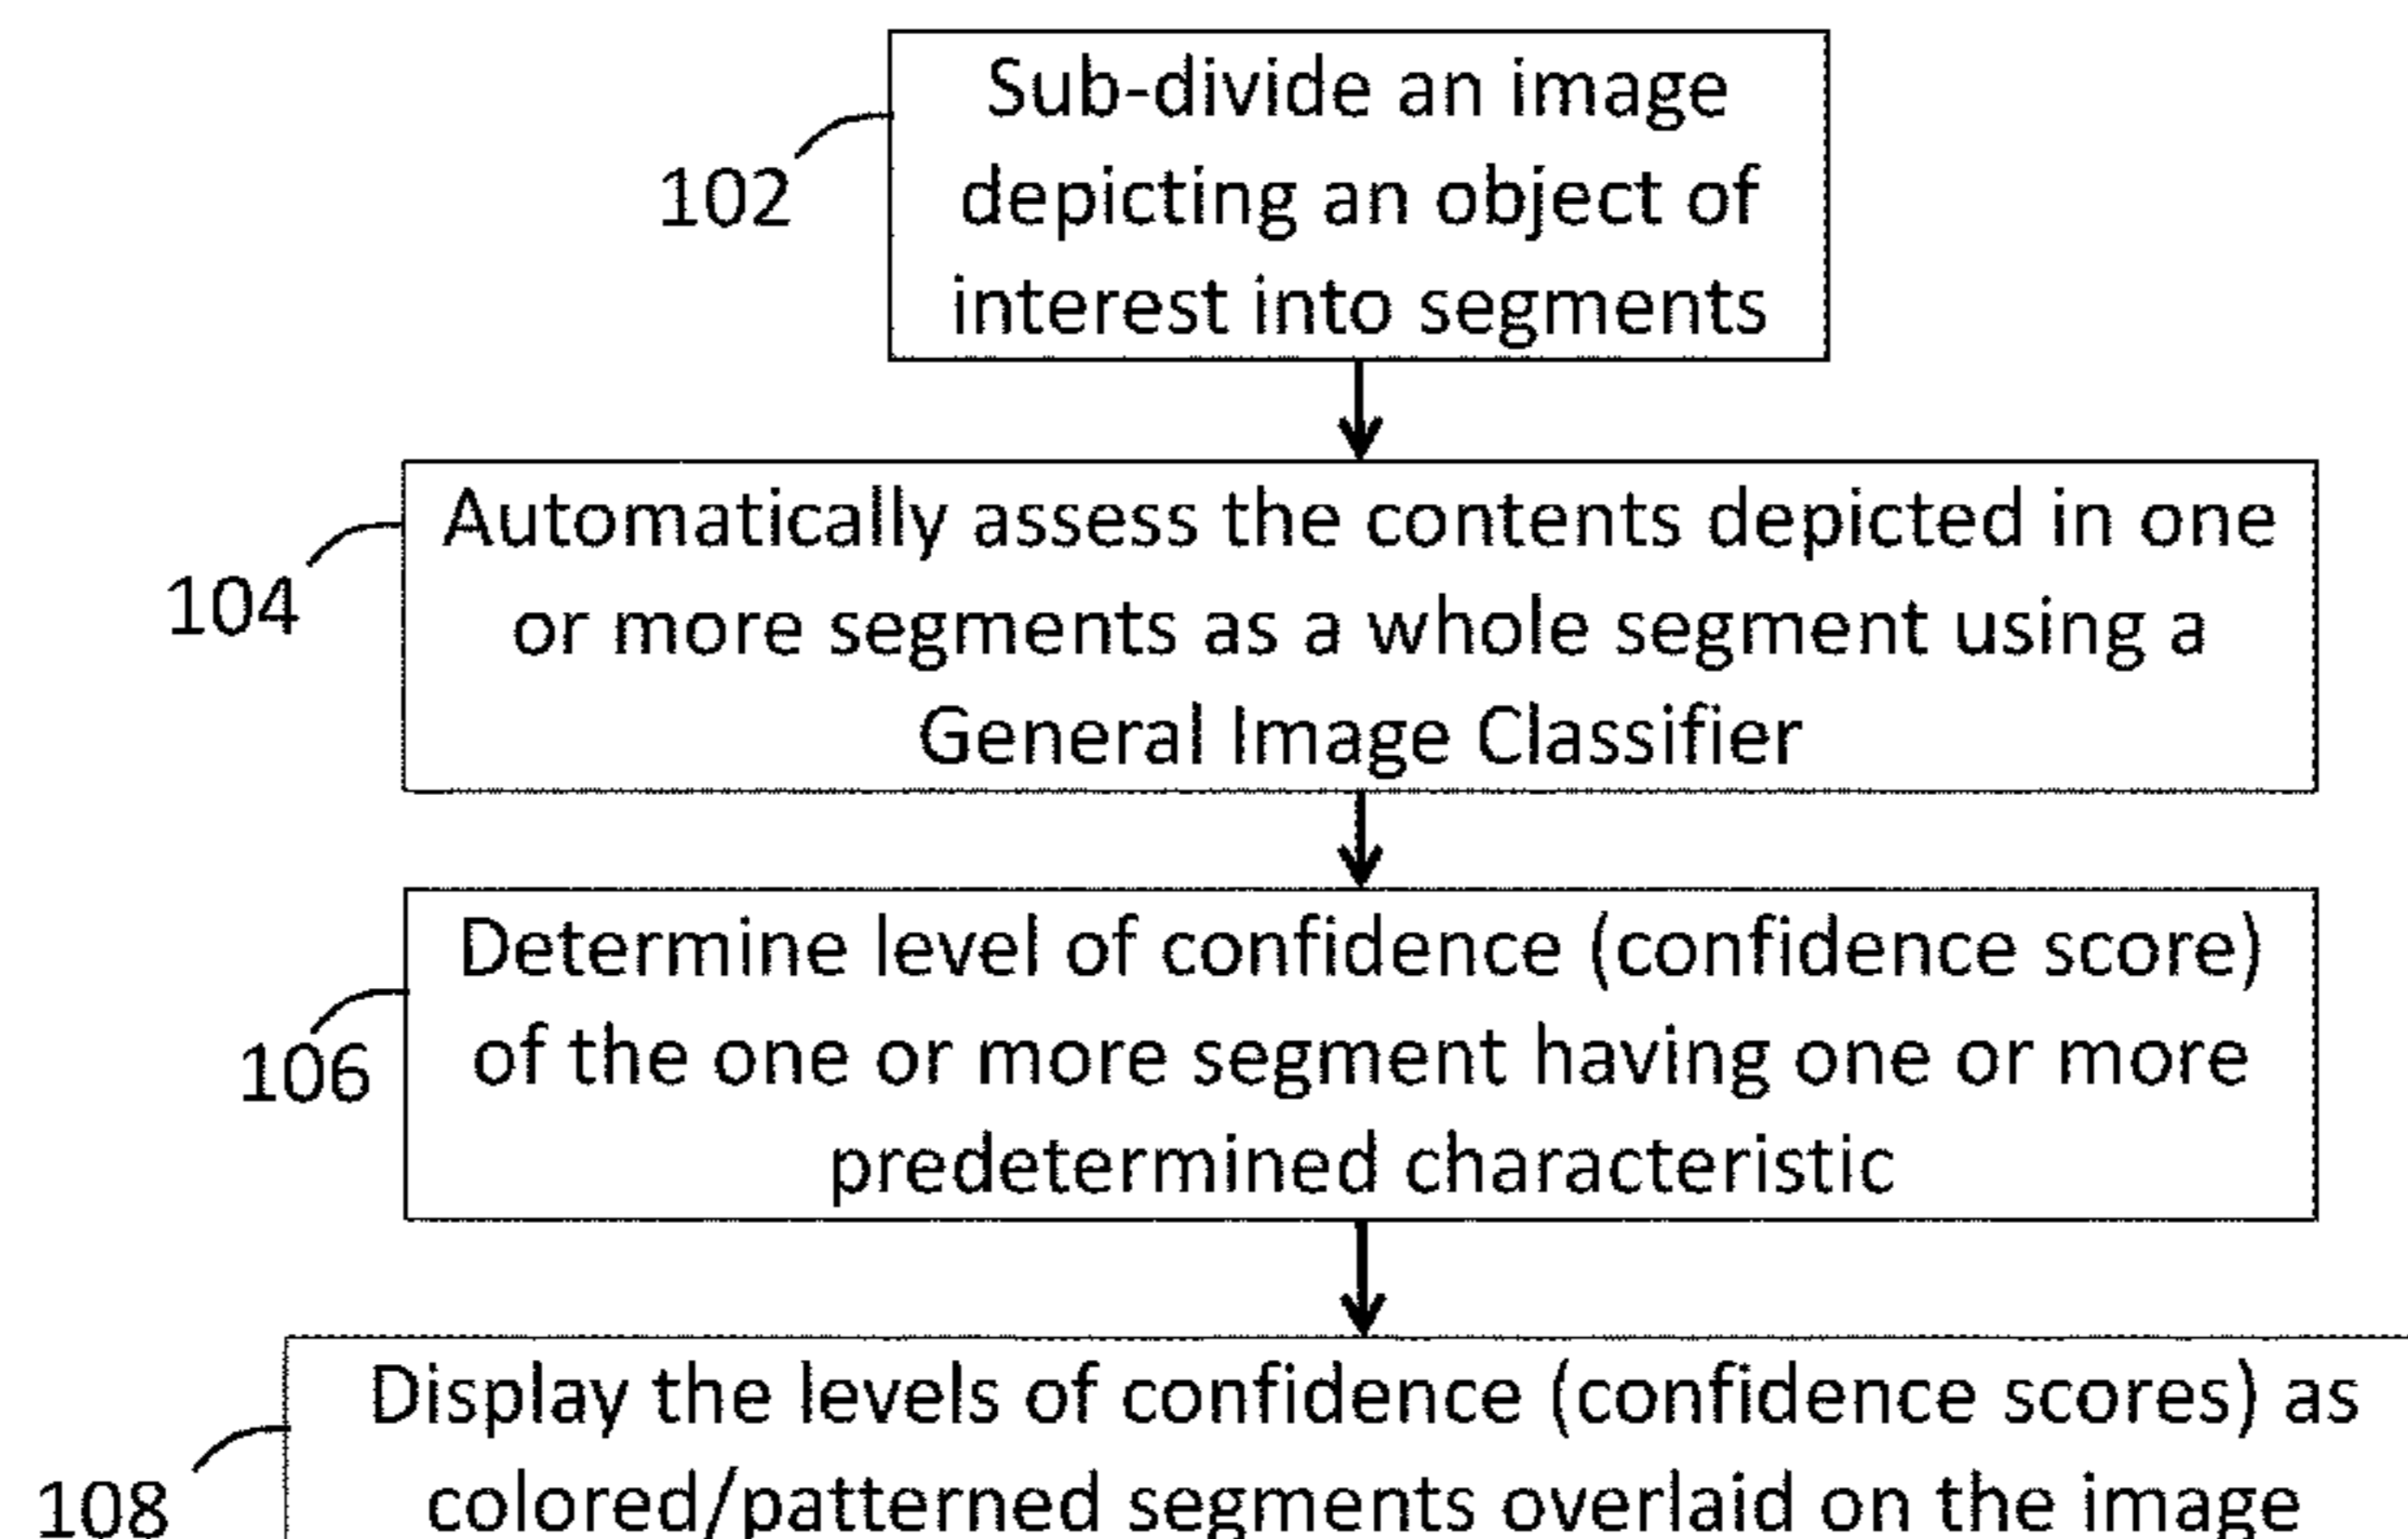 Sub-divide an image
depicting an object of
interest into segments
102
Automatically assess the contents depicted in one
or more segments as a whole segment using a
General Image Classifier
104
Determine level of confidence (confidence score)
of the one or more segment having one or more
predetermined characteristic
106
Display the levels of confidence (confidence scores) as
colored/patterned segments overlaid on the image
108